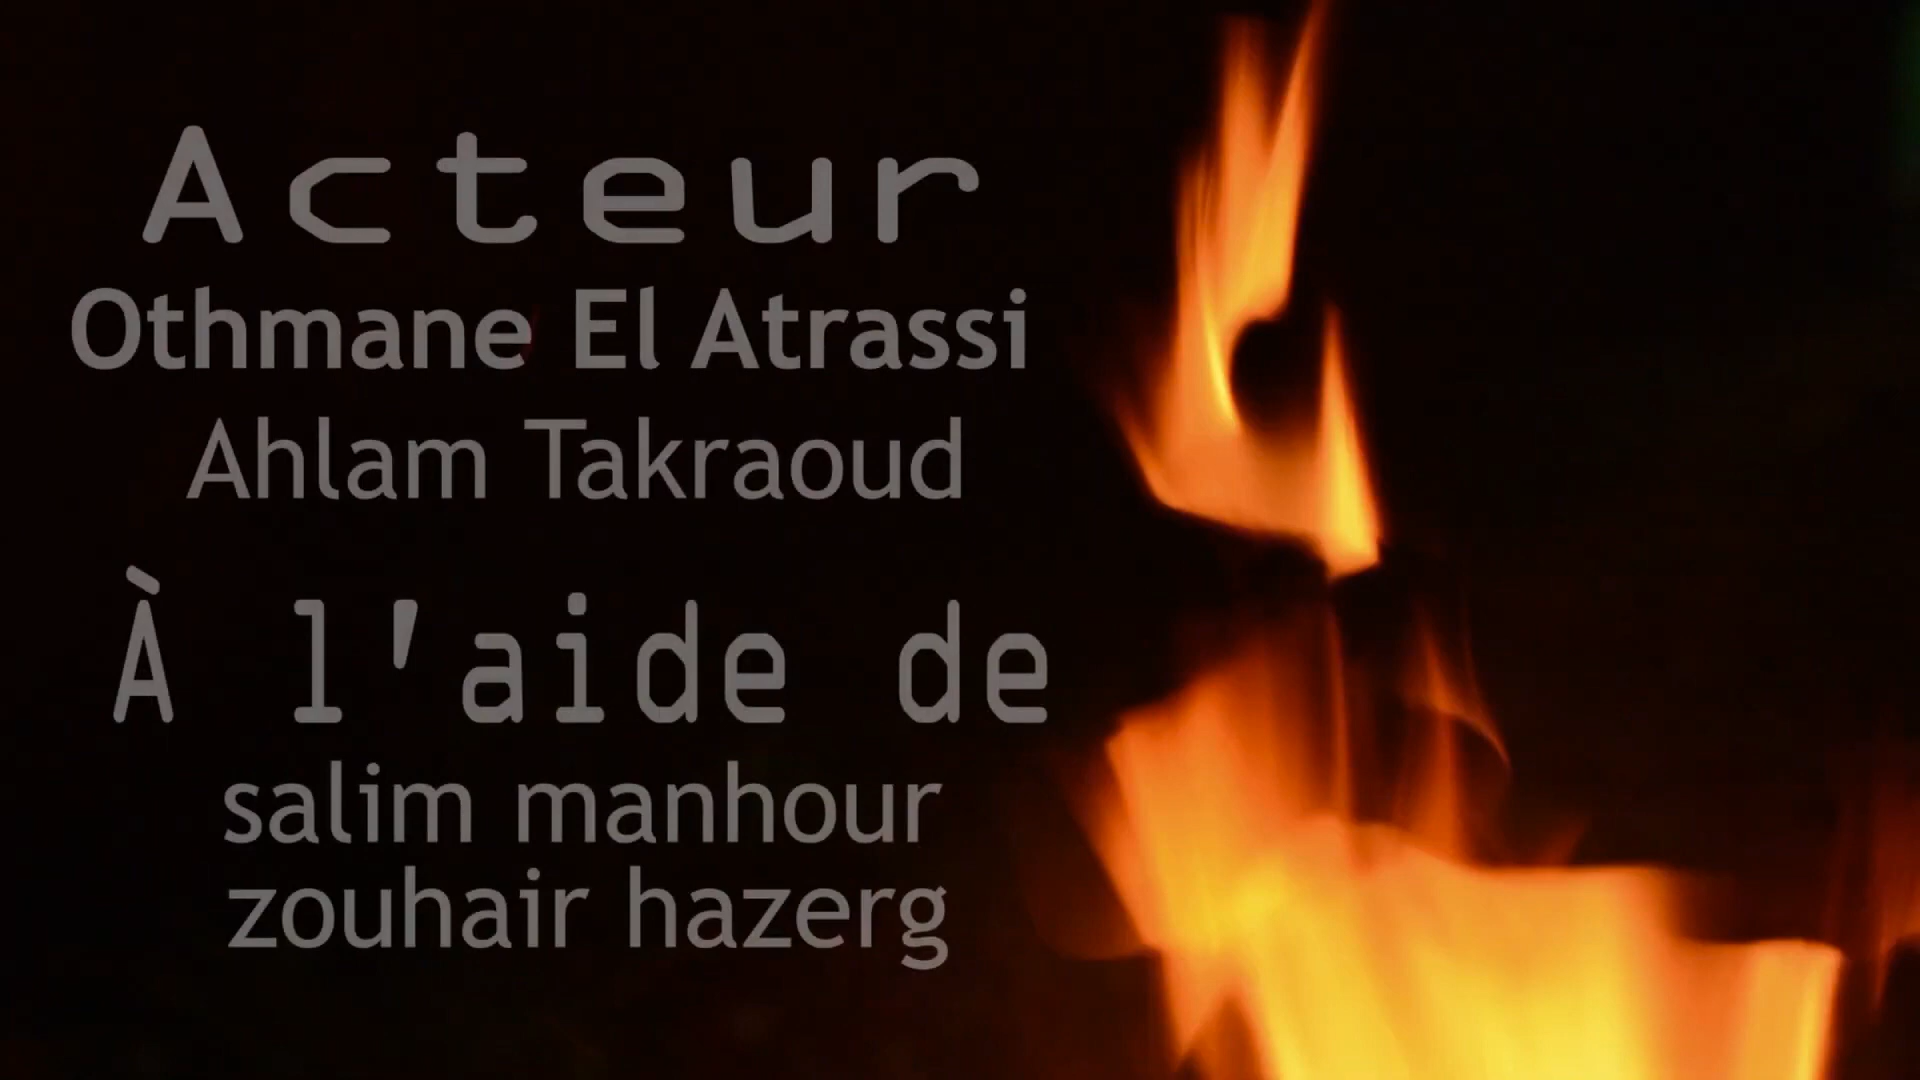 Acteur
Othmane El Atrassi
Ahlam Takraoud
À l'aide de
salim manhour
zouhair hazerg